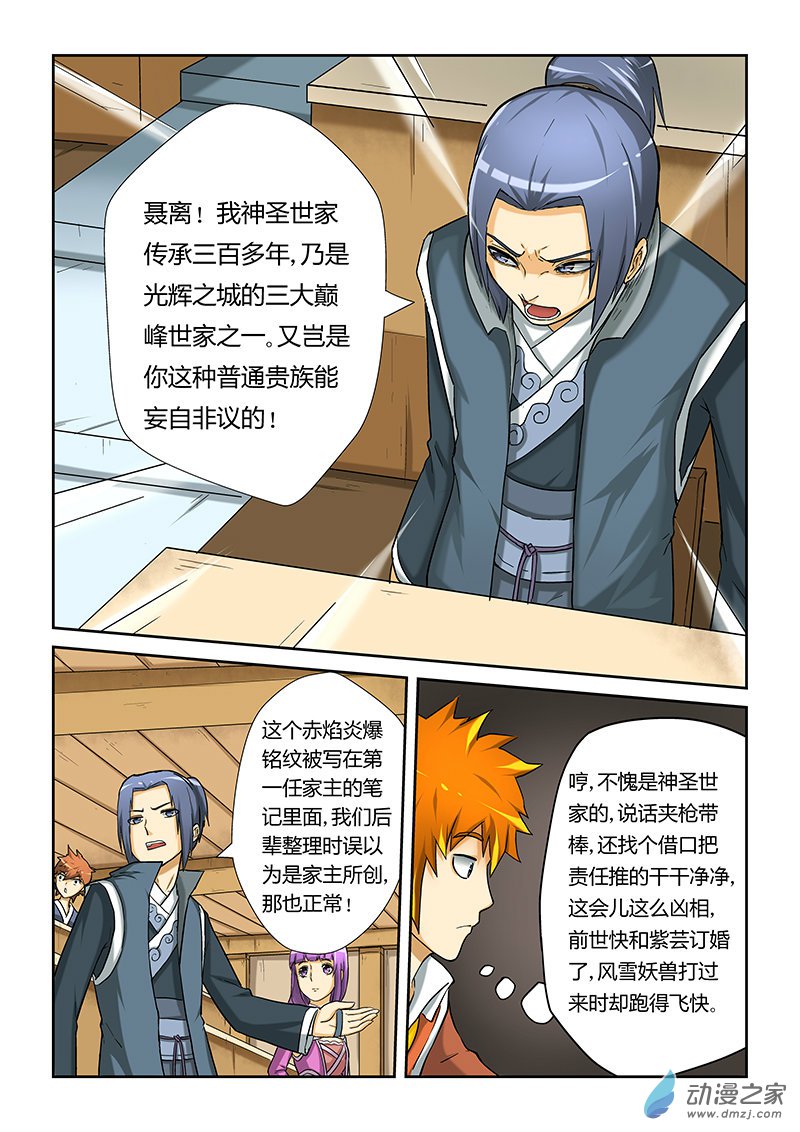 聂离！我神圣世家
传承三百多年,乃是
光辉之城的三大巅
峰世家之一。又岂是
你这种普通贵族能
妄自非议的！
这个赤焰炎爆
铭纹被写在第
一任家主的笔
记里面,我们后
辈整理时误以
为是家主所创,
那也正常！
哼,不愧是神圣世
家的,说话夹枪带
棒,还找个借口把
责任推的干干净净,
这会儿这么凶相,
前世快和紫芸订婚
了,风雪妖兽打过
来时却跑得飞快。
动漫之家
www.dmzj.com